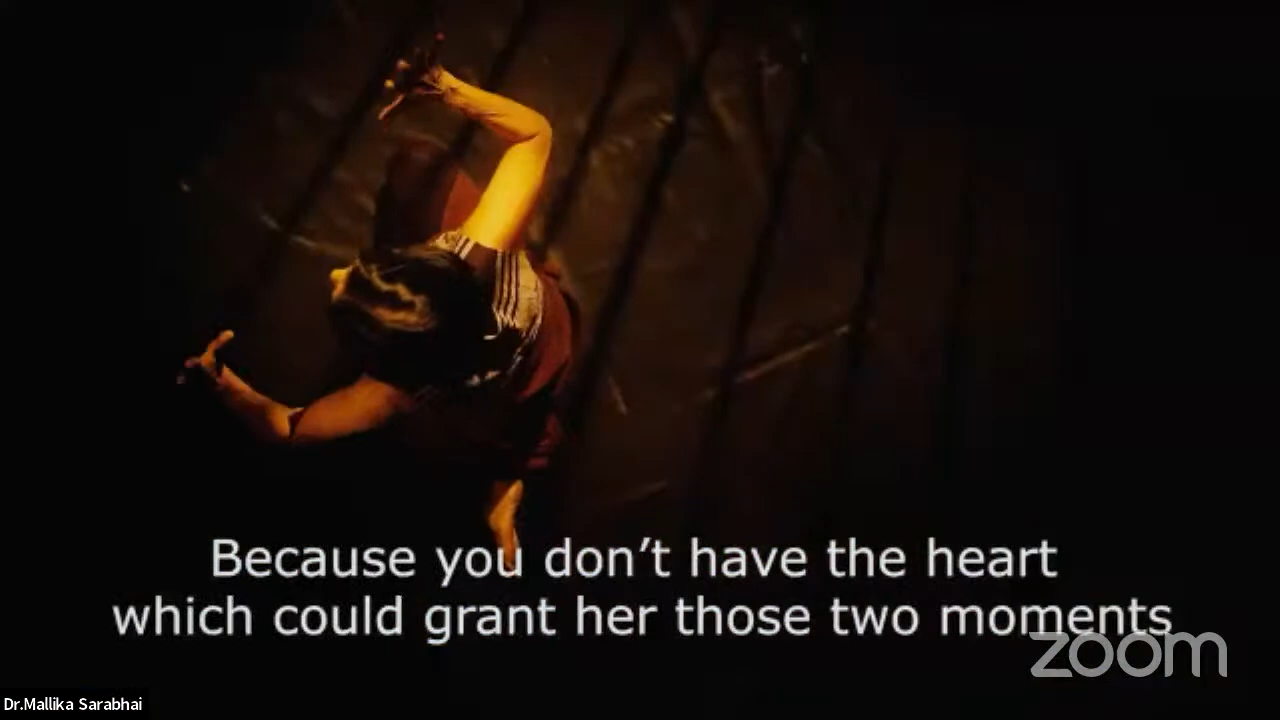 Because you don't have the heart
which could grant her those two moments
zoom
Dr.Mallika Sarabhai